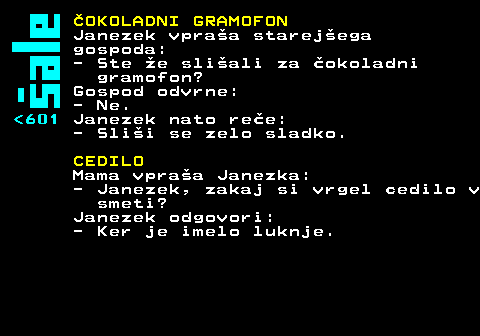 šale
<601
ČOKOLADNI GRAMOFON
Janezek vpraša starejšega
gospoda:
- Ste že slišali za čokoladni
gramofon?
Gospod odvrne:
- Ne.
Janezek nato reče:
- Sliši se zelo sladko.
CEDILO
Mama vpraša Janezka:
- Janezek, zakaj si vrgel cedilo v
smeti?
Janezek odgovori:
- Ker je imelo luknje.